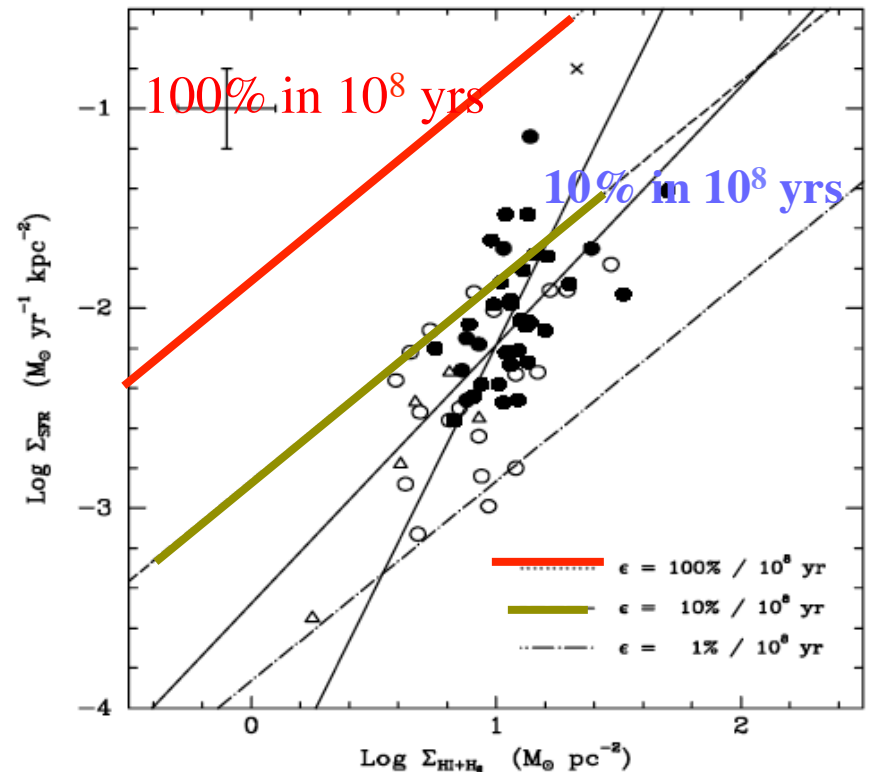 100% in 10⁸ yrs
10% in 10⁸ yrs
-1
-2
-3
-4
Log Σ_SFR (M⊙ yr⁻¹ kpc⁻²)
ε = 100% / 10⁸ yr
ε = 10% / 10⁸ yr
ε = 1% / 10⁸ yr
0
1
2
Log Σ_HI+H₂ (M⊙ pc⁻²)